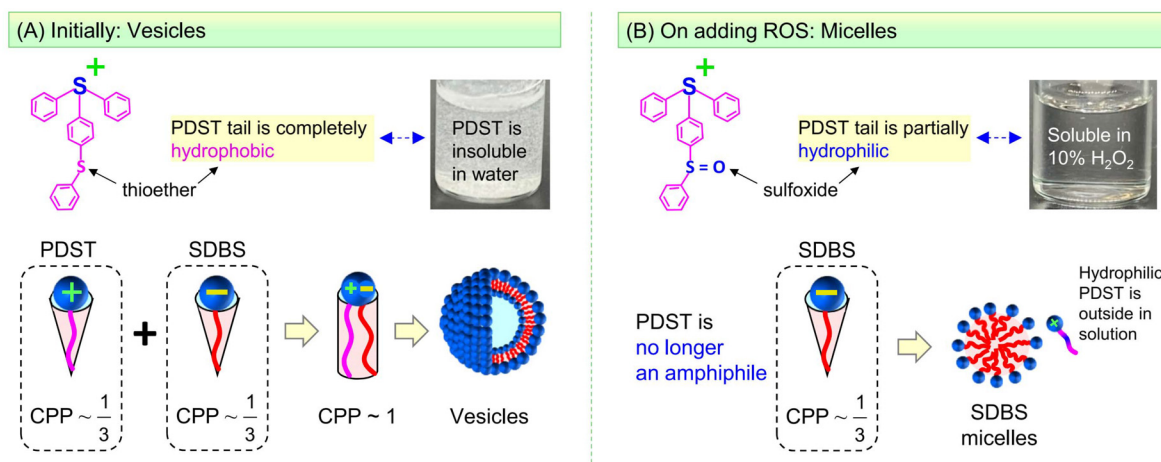 (A) Initially: Vesicles
S
+
PDST tail is completely
hydrophobic
PDST is
insoluble
in water
S
thioether
PDST
+
CPP ~ 1/3
+
SDBS
−
CPP ~ 1/3
+ −
CPP ~ 1
Vesicles
(B) On adding ROS: Micelles
S
+
PDST tail is partially
hydrophilic
Soluble in
10% H₂O₂
S = O
sulfoxide
PDST is
no longer
an amphiphile
SDBS
−
CPP ~ 1/3
SDBS
micelles
Hydrophilic
PDST is
outside in
solution
+